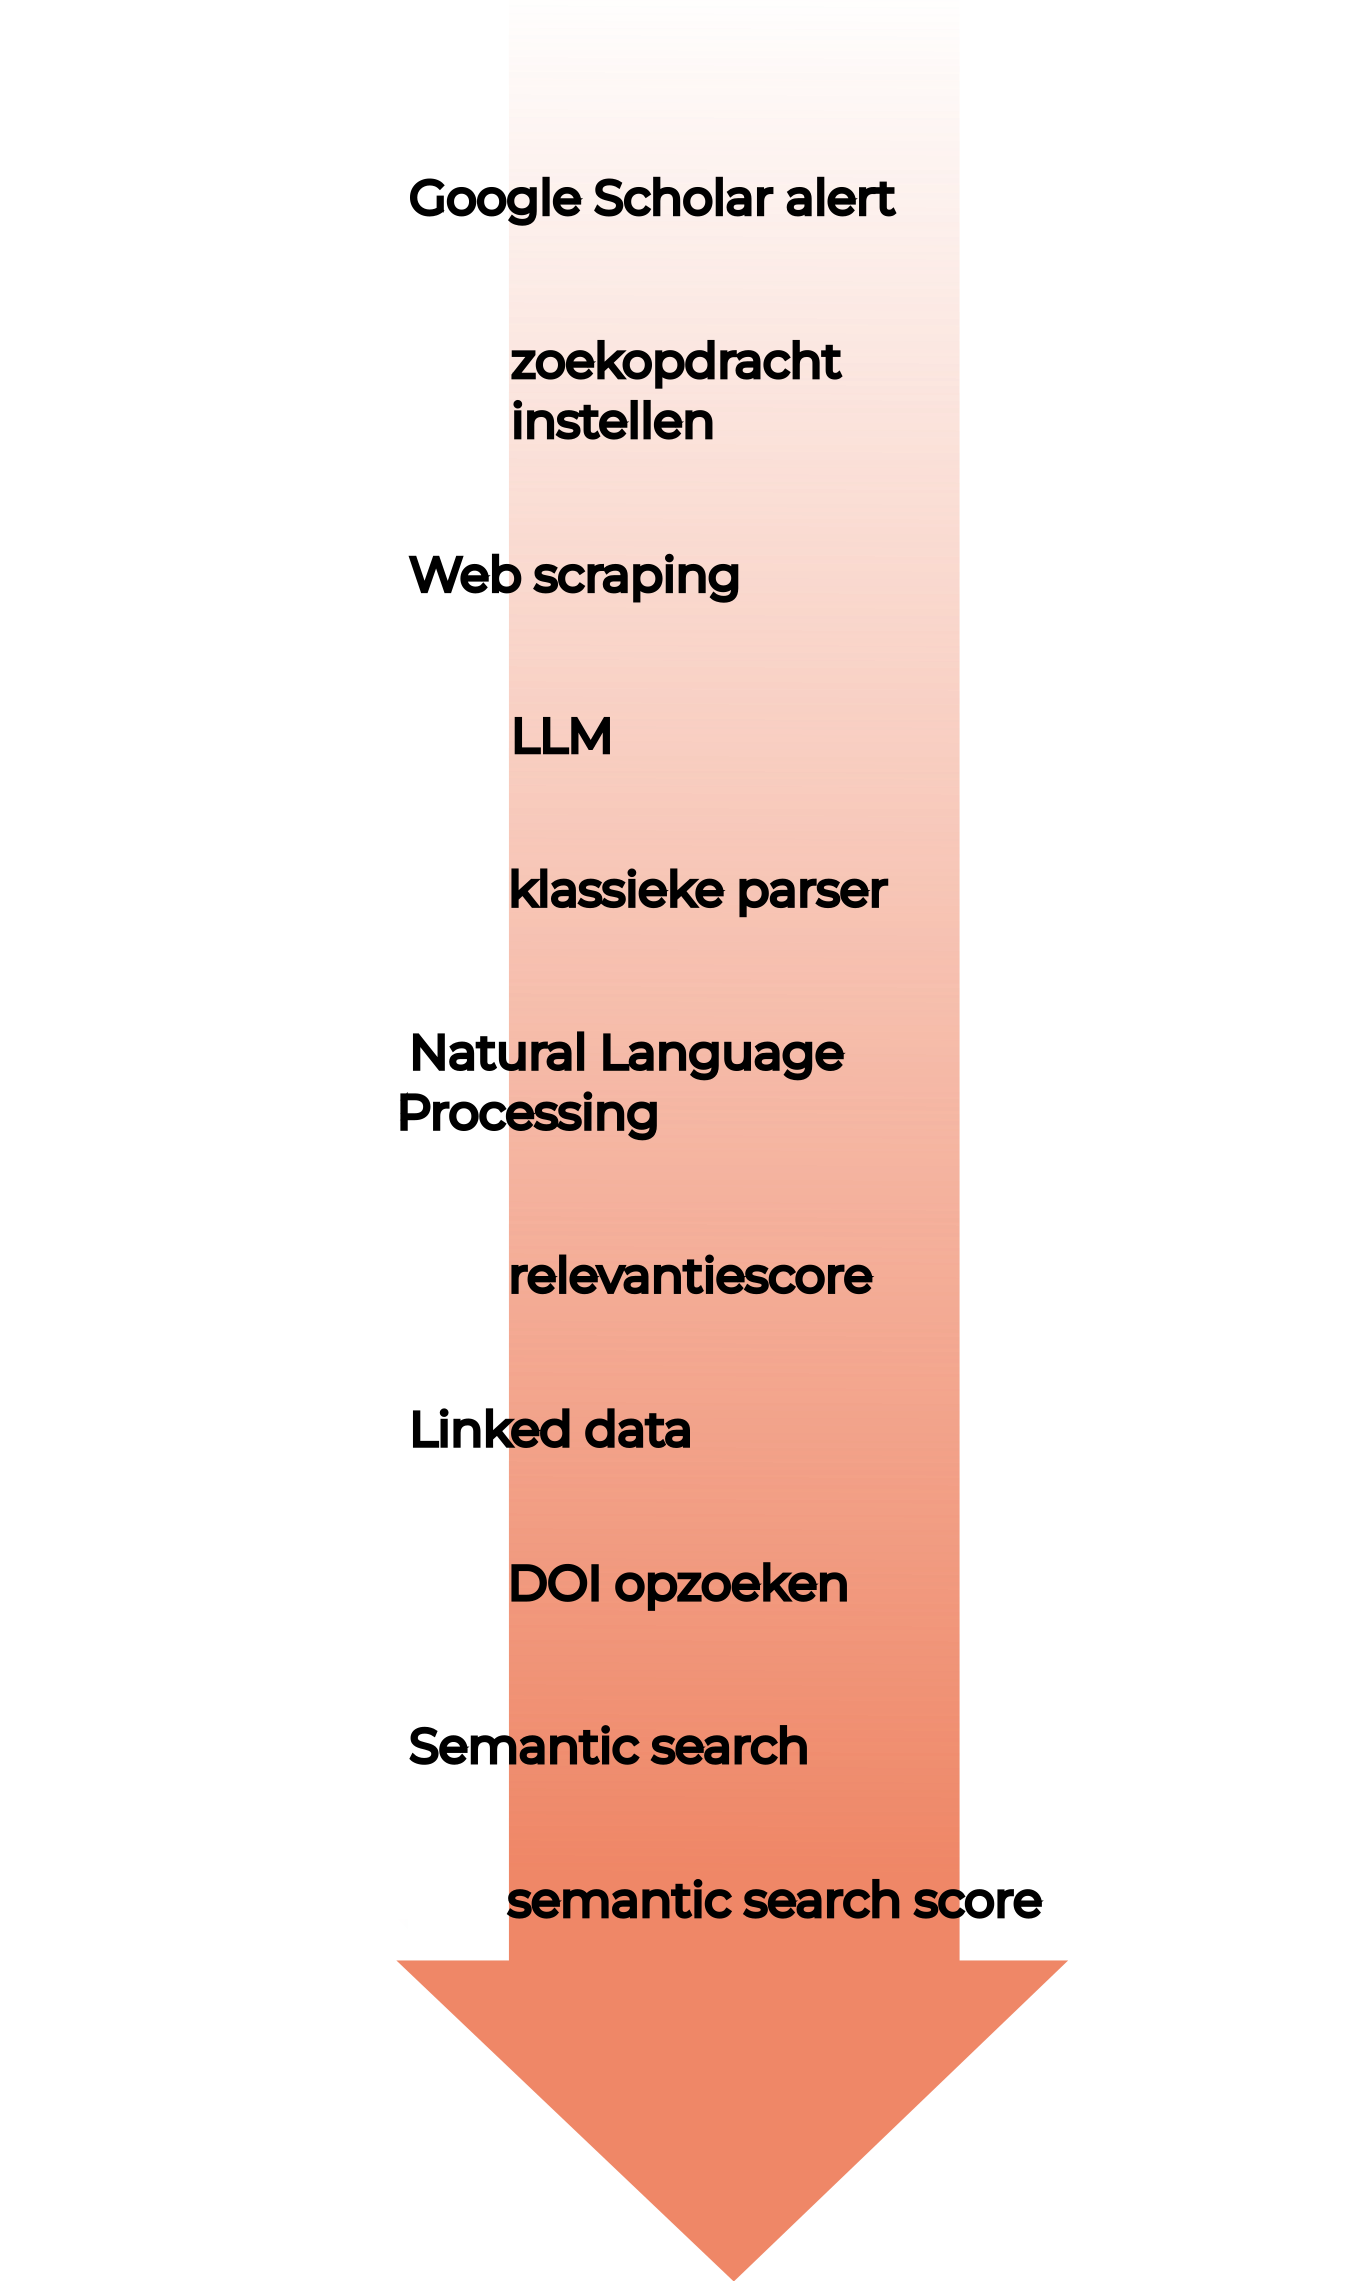 Google Scholar alert
zoekopdracht
instellen
Web scraping
LLM
klassieke parser
Natural Language
Processing
relevantiescore
Linked data
DOI opzoeken
Semantic search
semantic search score